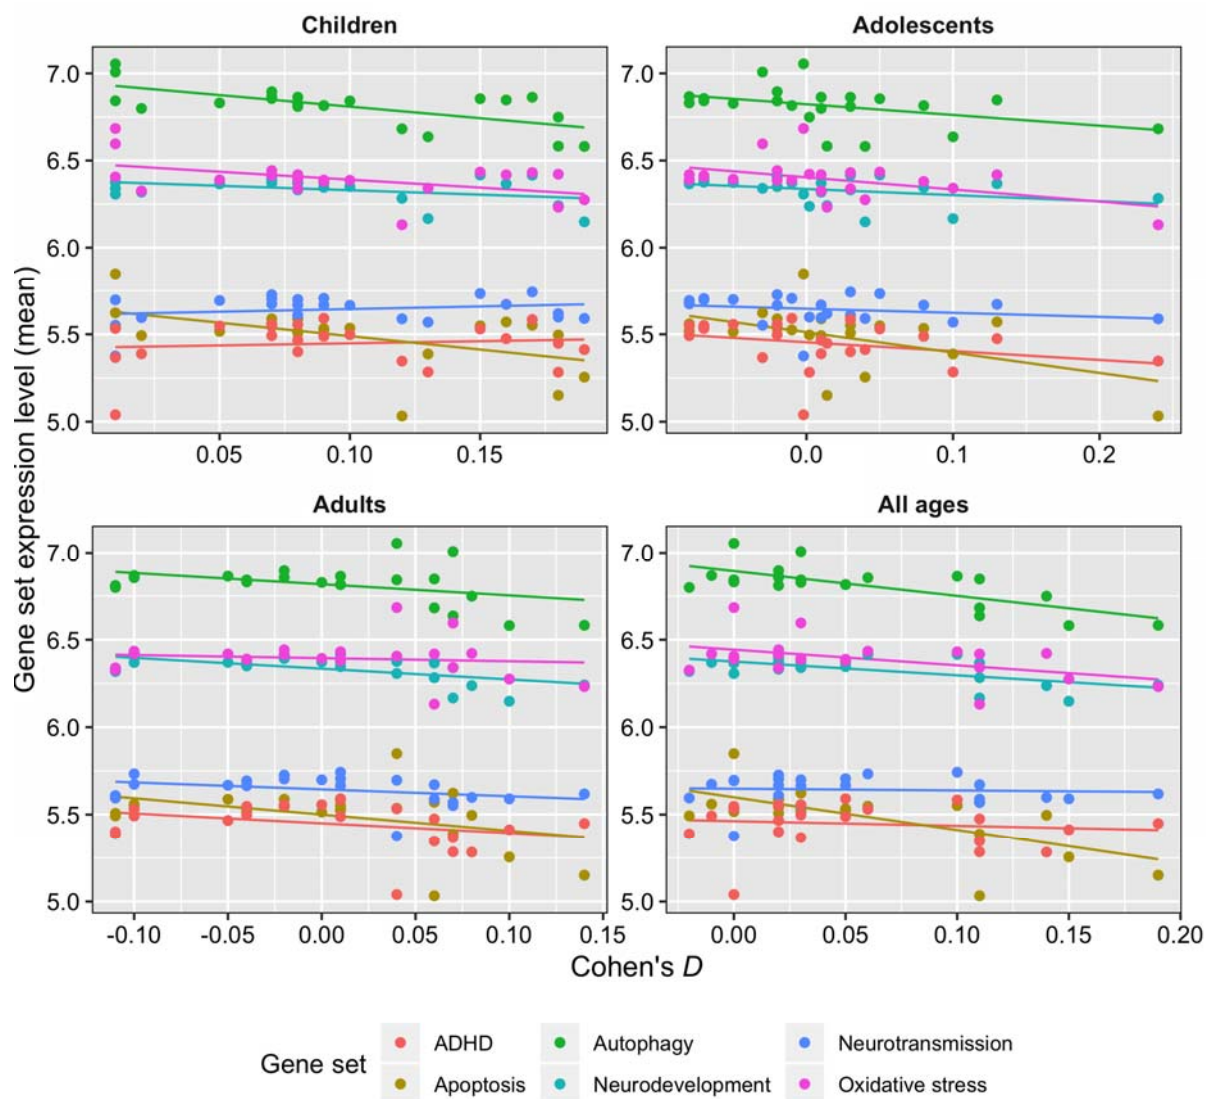 Children
Adolescents
7.0
6.5
6.0
5.5
5.0
0.05
0.10
0.15
0.0
0.1
0.2
Gene set expression level (mean)
Adults
All ages
7.0
6.5
6.0
5.5
5.0
7.0
6.5
6.0
5.5
5.0
7.0
6.5
6.0
5.5
5.0
-0.10
-0.05
0.00
0.05
0.10
0.15
0.00
0.05
0.10
0.15
0.20
Cohen's D
Gene set
ADHD
Autophagy
Neurotransmission
Apoptosis
Neurodevelopment
Oxidative stress